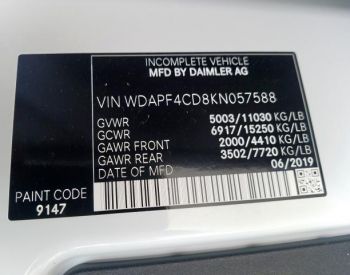 INCOMPLETE VEHICLE
MFD BY DAIMLER AG
VIN WDAPF4CD8KN057588
GVWR 5003/11030 KG/LB
GCWR 6917/15250 KG/LB
GAWR FRONT 2000/4410 KG/LB
GAWR REAR 3502/7720 KG/LB
DATE OF MFD 06/2019
PAINT CODE
9147